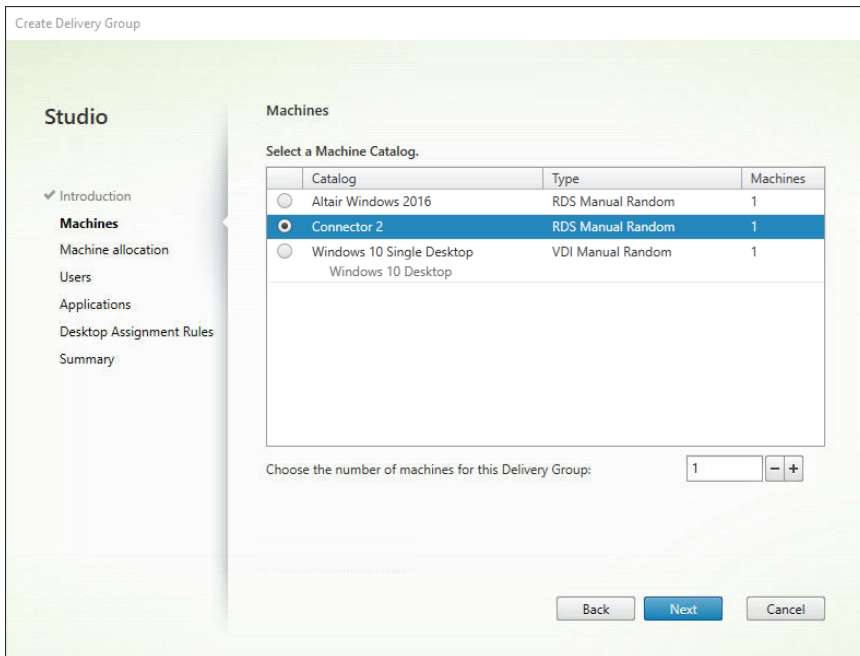 Create Delivery Group
Studio
Introduction
Machines
Machine allocation
Users
Applications
Desktop Assignment Rules
Summary
Machines
Select a Machine Catalog.
Catalog Type Machines
Altair Windows 2016 RDS Manual Random 1
Connector 2 RDS Manual Random 1
Windows 10 Single Desktop VDI Manual Random 1
Windows 10 Desktop
Choose the number of machines for this Delivery Group: 1 − +
Back Next Cancel